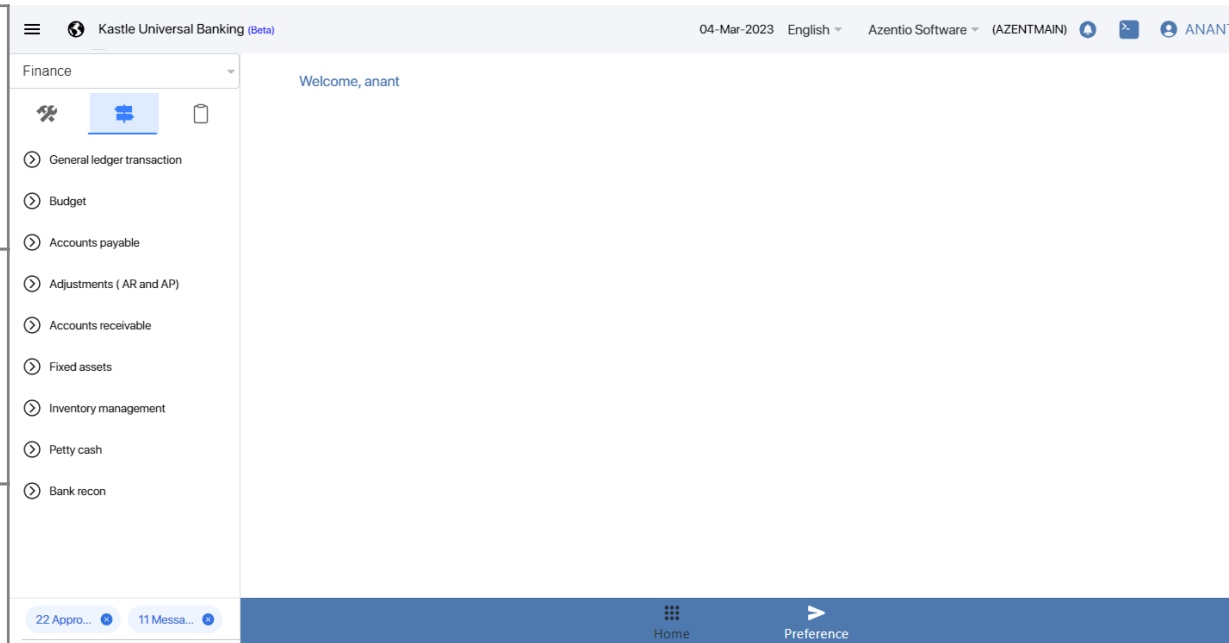 Kastle Universal Banking (Beta)
04-Mar-2023 English Azentio Software (AZENTMAIN) ANANT
Finance
Welcome, anant
General ledger transaction
Budget
Accounts payable
Adjustments ( AR and AP)
Accounts receivable
Fixed assets
Inventory management
Petty cash
Bank recon
22 Appro... 11 Messa...
Home
Preference